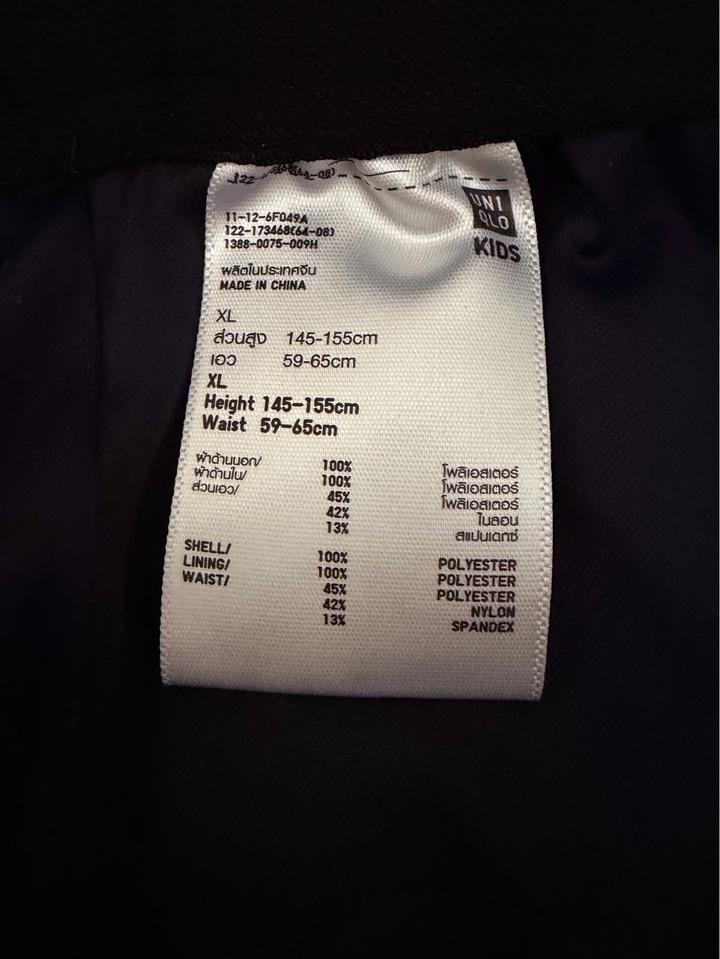 UNI
QLO
KIDS
11-12-6F049A
122-173468(64-08)
1388-0075-009H
ผลิตในประเทศจีน
MADE IN CHINA
XL
ส่วนสูง 145-155cm
เอว 59-65cm
XL
Height 145-155cm
Waist 59-65cm
ผ้าด้านนอก/ 100% โพลิเอสเตอร์
ผ้าด้านใน/ 100% โพลิเอสเตอร์
ส่วนเอว/ 45% โพลิเอสเตอร์
42% ไนลอน
13% สแปนเดกซ์
SHELL/ 100% POLYESTER
LINING/ 100% POLYESTER
WAIST/ 45% POLYESTER
42% NYLON
13% SPANDEX